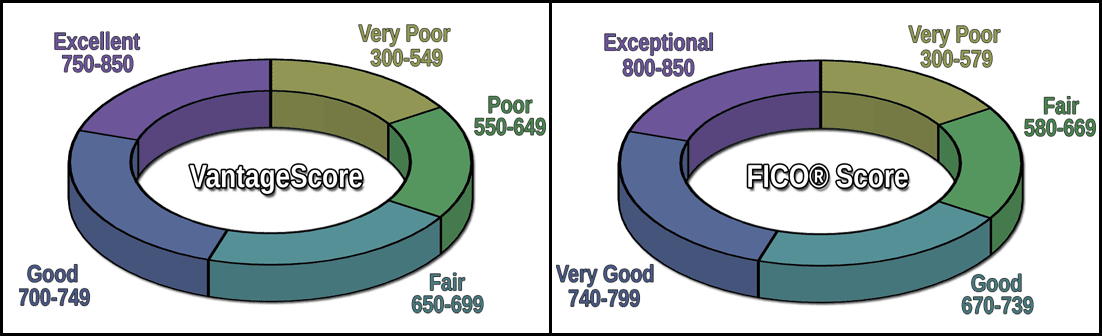 Excellent
750-850
Very Poor
300-549
Poor
550-649
VantageScore
Good
700-749
Fair
650-699
Exceptional
800-850
Very Poor
300-579
Fair
580-669
FICO® Score
Very Good
740-799
Good
670-739